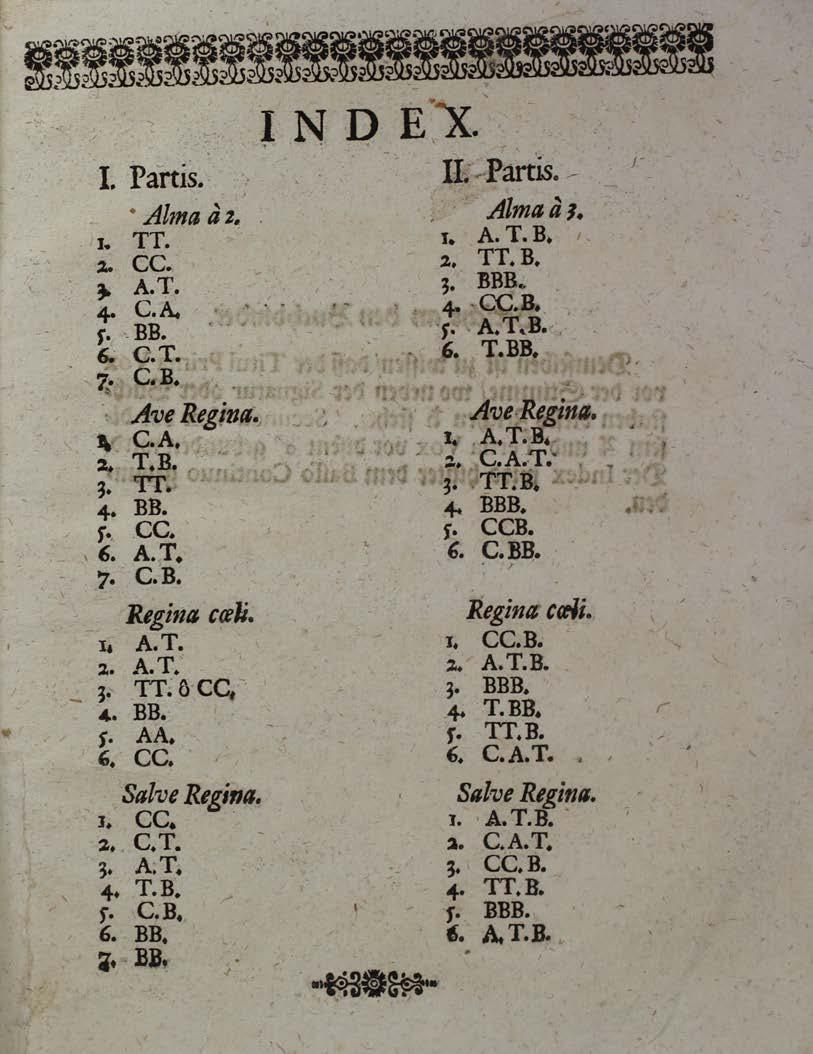 INDEX.
I. Partis.
Alma à 2.
1. TT.
2. CC.
3. A.T.
4. C.A.
5. BB.
6. C.T.
7. C.B.
Ave Regina.
1. C.A.
2. T.B.
3. TT.
4. BB.
5. CC.
6. A.T.
7. C.B.
Regina cœli.
1. A.T.
2. A.T.
3. TT. ô CC.
4. BB.
5. AA.
6. CC.
Salve Regina.
1. CC.
2. C.T.
3. A.T.
4. T.B.
5. C.B.
6. BB.
7. BB.
II. Partis.
Alma à 3.
1. A. T. B.
2. TT. B.
3. BBB.
4. CC.B.
5. A.T.B.
6. T.BB.
Ave Regina.
1. A.T.B.
2. C.A.T.
3. TT.B.
4. BBB.
5. CCB.
6. C.BB.
Regina cœli.
1. CC.B.
2. A.T.B.
3. BBB.
4. T.BB.
5. TT.B.
6. C.A.T.
Salve Regina.
1. A.T.B.
2. C.A.T.
3. CC.B.
4. TT.B.
5. BBB.
6. A.T.B.